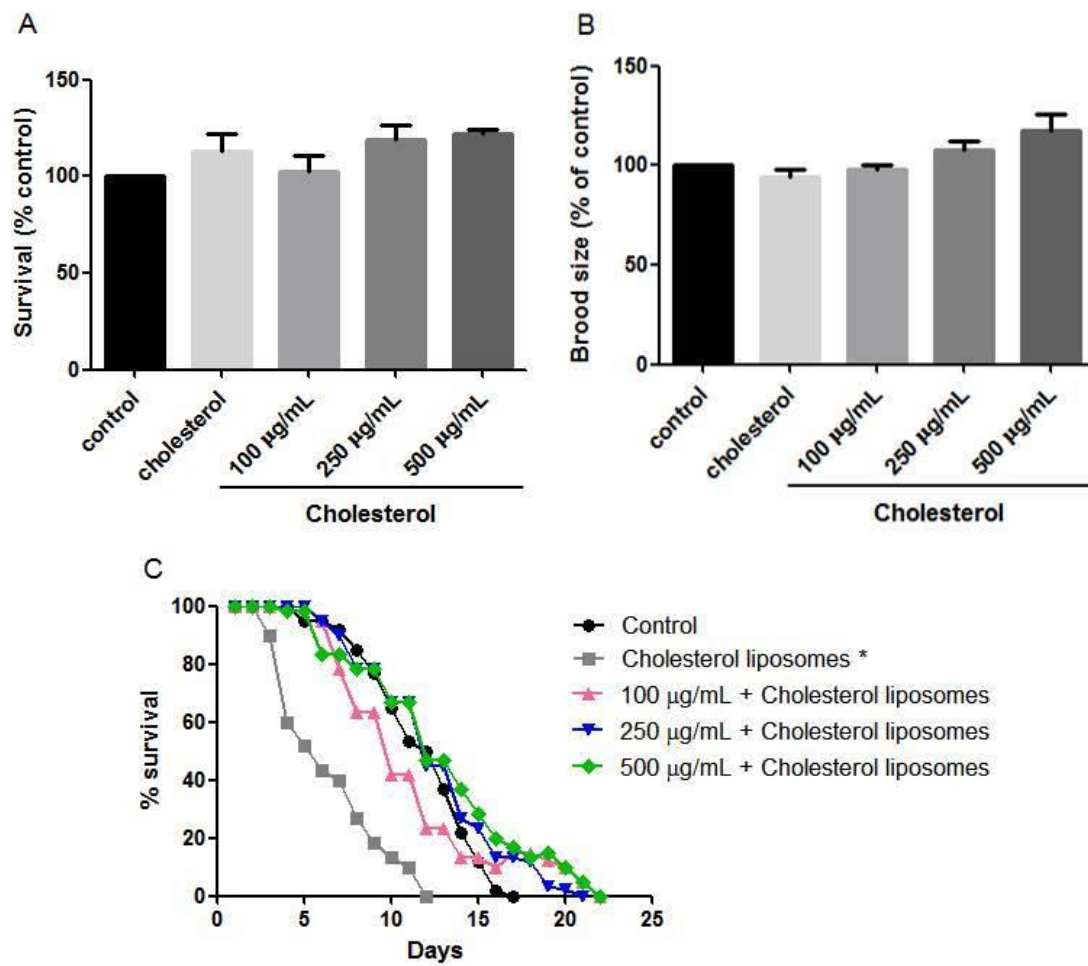 A
Survival (% control)
150
100
50
0
control
cholesterol
100 µg/mL
250 µg/mL
500 µg/mL
Cholesterol
B
Brood size (% of control)
150
100
50
0
control
cholesterol
100 µg/mL
250 µg/mL
500 µg/mL
Cholesterol
C
% survival
100
80
60
40
20
0
0 5 10 15 20 25
Days
Control
Cholesterol liposomes *
100 µg/mL + Cholesterol liposomes
250 µg/mL + Cholesterol liposomes
500 µg/mL + Cholesterol liposomes